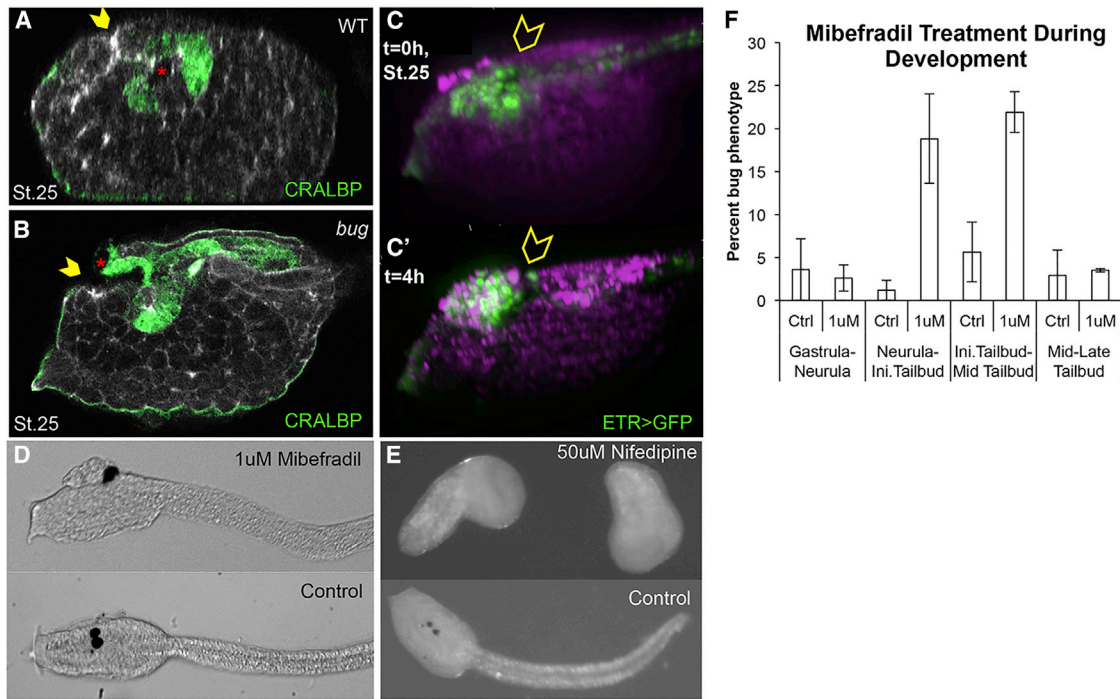 A
WT
*
St.25
CRALBP
B
bug
*
St.25
CRALBP
C
t=0h,
St.25
C'
t=4h
ETR>GFP
D
1uM Mibefradil
Control
E
50uM Nifedipine
Control
F
Mibefradil Treatment During
Development
Percent bug phenotype
30
25
20
15
10
5
0
Ctrl 1uM Ctrl 1uM Ctrl 1uM Ctrl 1uM
Gastrula- Neurula- Ini.Tailbud- Mid-Late
Neurula Ini.Tailbud Mid Tailbud Tailbud